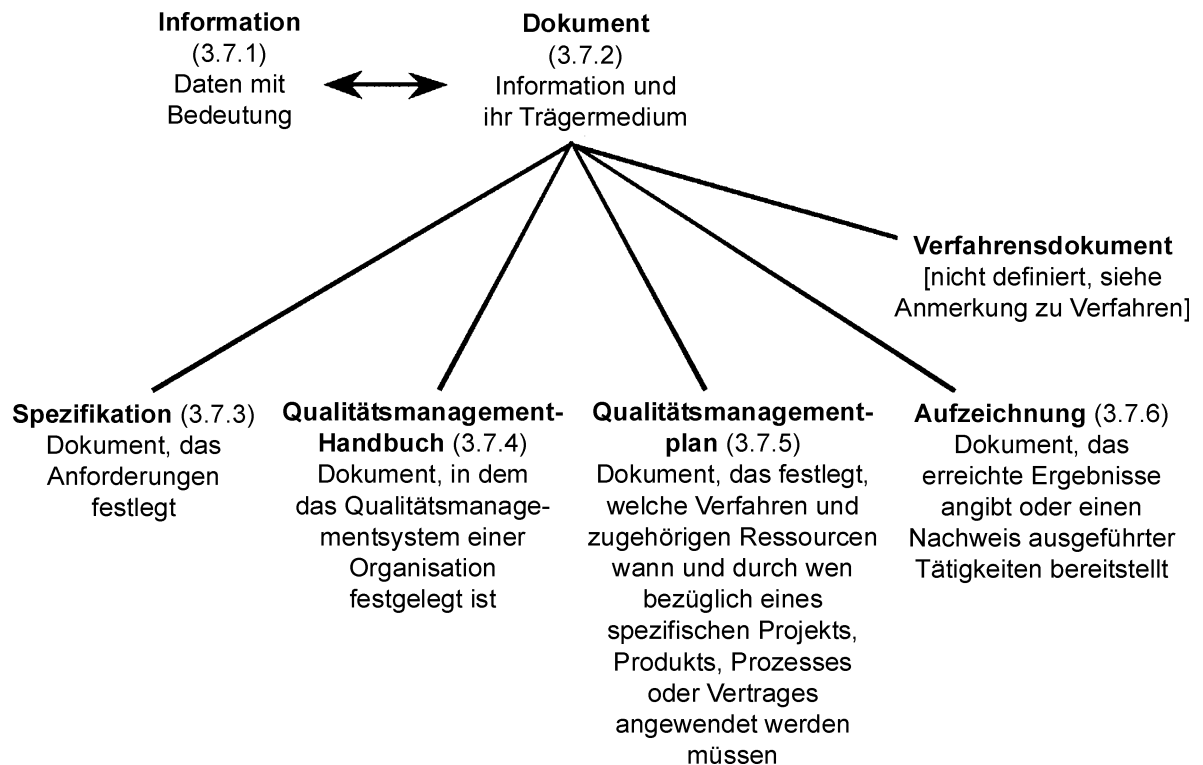 Information
(3.7.1)
Daten mit
Bedeutung
Dokument
(3.7.2)
Information und
ihr Trägermedium
Verfahrensdokument
[nicht definiert, siehe
Anmerkung zu Verfahren]
Spezifikation (3.7.3)
Dokument, das
Anforderungen
festlegt
Qualitätsmanagement-
Handbuch (3.7.4)
Dokument, in dem
das Qualitätsmanage-
mentsystem einer
Organisation
festgelegt ist
Qualitätsmanagement-
plan (3.7.5)
Dokument, das festlegt,
welche Verfahren und
zugehörigen Ressourcen
wann und durch wen
bezüglich eines
spezifischen Projekts,
Produkts, Prozesses
oder Vertrages
angewendet werden
müssen
Aufzeichnung (3.7.6)
Dokument, das
erreichte Ergebnisse
angibt oder einen
Nachweis ausgeführter
Tätigkeiten bereitstellt